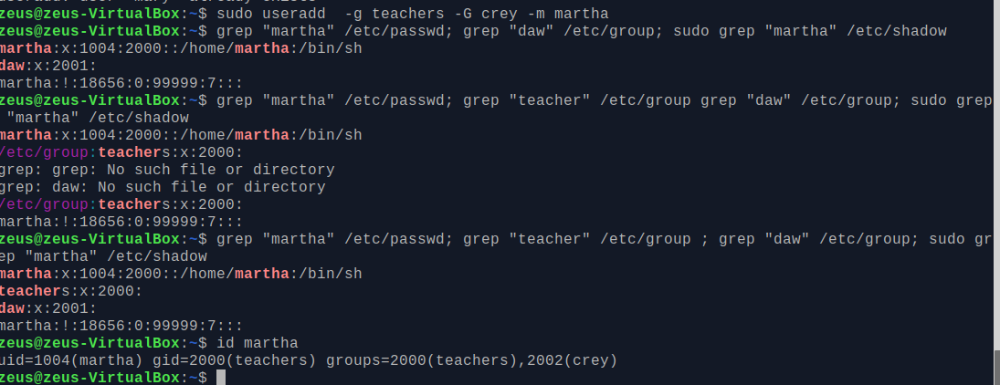 zeus@zeus-VirtualBox:~$ sudo useradd  -g teachers -G crey -m martha
zeus@zeus-VirtualBox:~$ grep "martha" /etc/passwd; grep "daw" /etc/group; sudo grep "martha" /etc/shadow
martha:x:1004:2000::/home/martha:/bin/sh
daw:x:2001:
martha:!:18656:0:99999:7:::
zeus@zeus-VirtualBox:~$ grep "martha" /etc/passwd; grep "teacher" /etc/group grep "daw" /etc/group; sudo grep
 "martha" /etc/shadow
martha:x:1004:2000::/home/martha:/bin/sh
/etc/group:teachers:x:2000:
grep: grep: No such file or directory
grep: daw: No such file or directory
/etc/group:teachers:x:2000:
martha:!:18656:0:99999:7:::
zeus@zeus-VirtualBox:~$ grep "martha" /etc/passwd; grep "teacher" /etc/group ; grep "daw" /etc/group; sudo gr
ep "martha" /etc/shadow
martha:x:1004:2000::/home/martha:/bin/sh
teachers:x:2000:
daw:x:2001:
martha:!:18656:0:99999:7:::
zeus@zeus-VirtualBox:~$ id martha
uid=1004(martha) gid=2000(teachers) groups=2000(teachers),2002(crey)
zeus@zeus-VirtualBox:~$